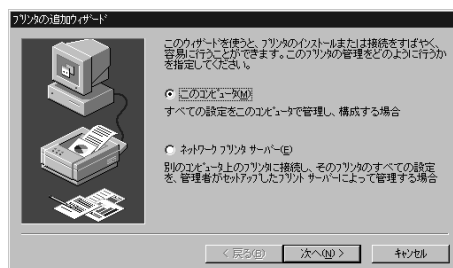 プリンタの追加ウィザード
このウィザードを使うと、プリンタのインストールまたは接続をすばやく、
容易に行うことができます。このプリンタの管理をどのように行うか
を指定してください。
このコンピュータ(M)
すべての設定をこのコンピュータで管理し、構成する場合
ネットワーク プリンタ サーバー(E)
別のコンピュータ上のプリンタに接続し、そのプリンタのすべての設定
を、管理者がセットアップしたプリント サーバーによって管理する場合
< 戻る(B)
次へ(N) >
キャンセル